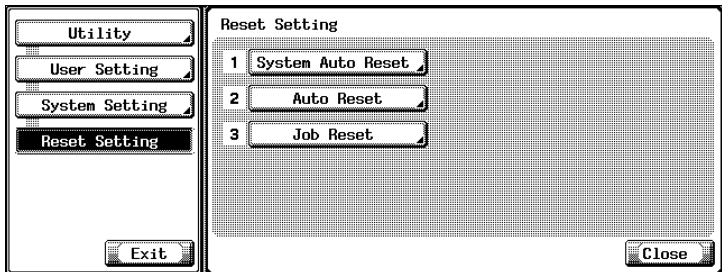 Utility
User Setting
System Setting
Reset Setting
Exit
Reset Setting
1 System Auto Reset
2 Auto Reset
3 Job Reset
Close